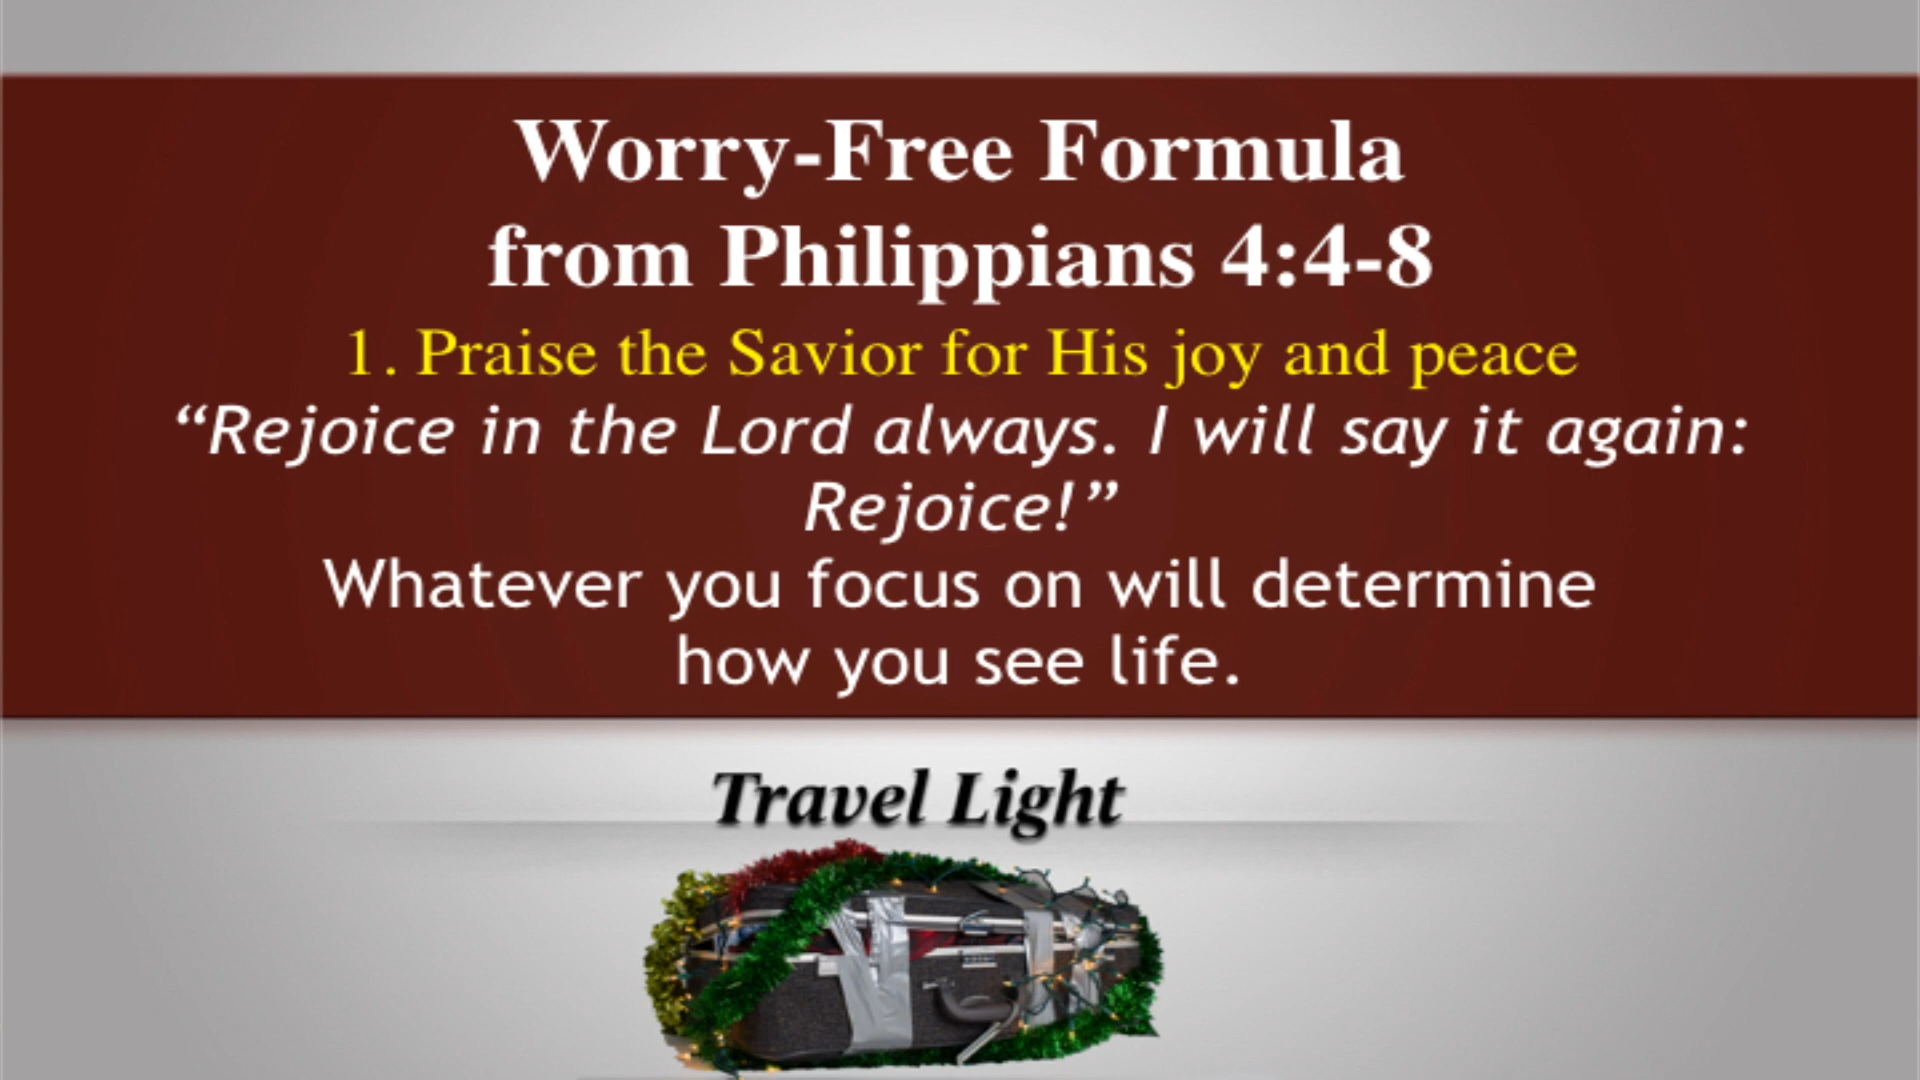 Worry-Free Formula
from Philippians 4:4-8
1. Praise the Savior for His joy and peace
“Rejoice in the Lord always. I will say it again:
Rejoice!”
Whatever you focus on will determine
how you see life.
Travel Light